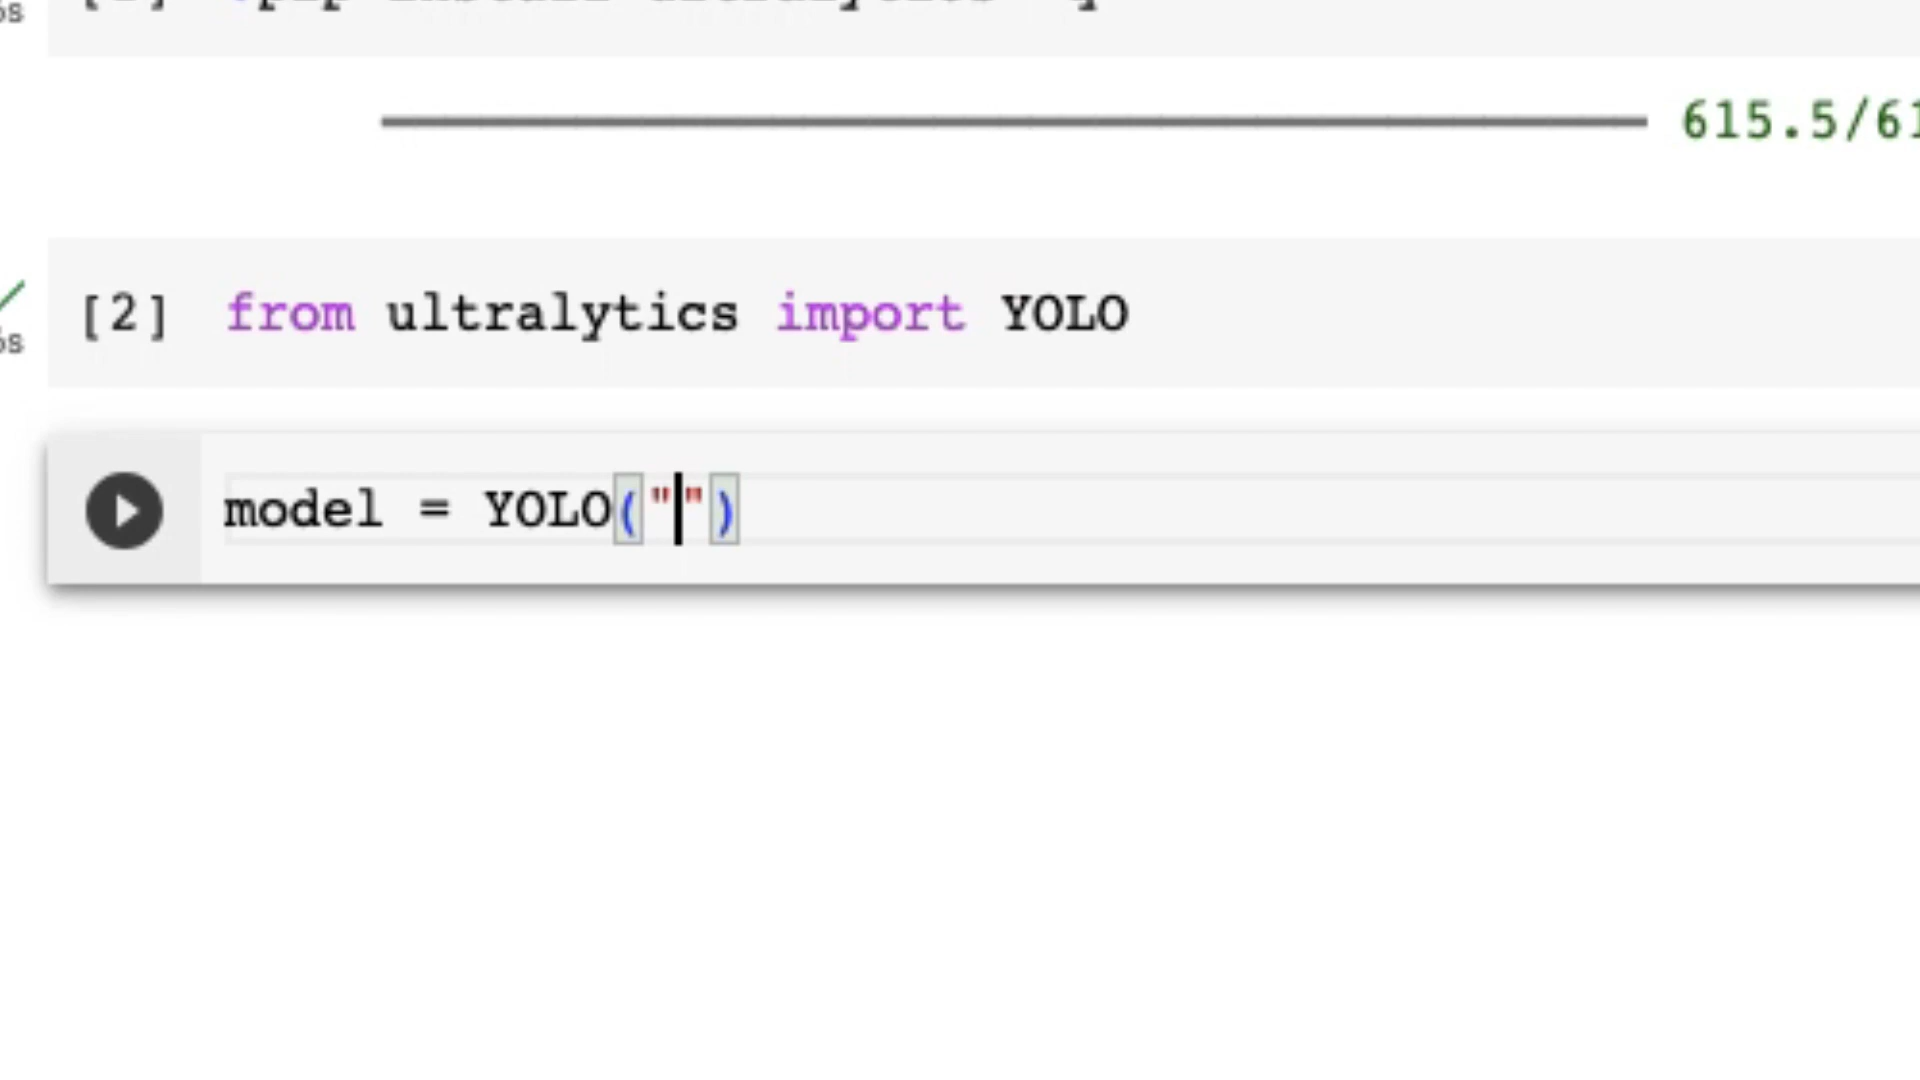 615.5/61
[2] from ultralytics import YOLO
model = YOLO("")